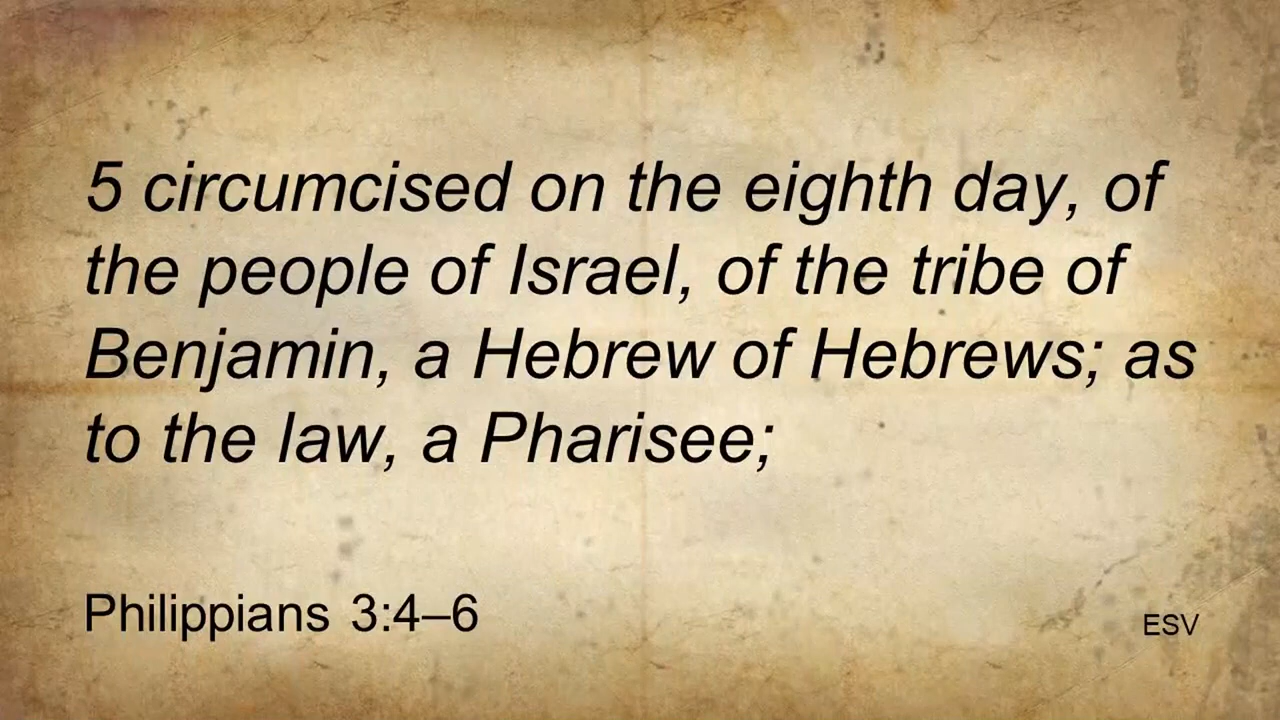 5 circumcised on the eighth day, of
the people of Israel, of the tribe of
Benjamin, a Hebrew of Hebrews; as
to the law, a Pharisee;
Philippians 3:4–6
ESV